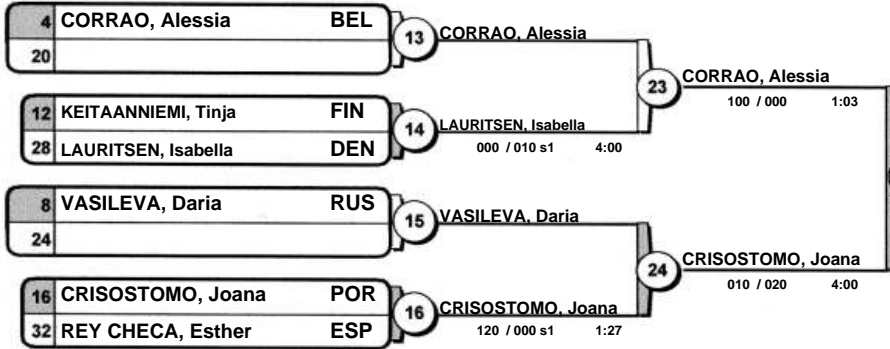 4 CORRAO, Alessia BEL
20
13 CORRAO, Alessia
12 KEITAANNIEMI, Tinja FIN
28 LAURITSEN, Isabella DEN
14 LAURITSEN, Isabella
000 / 010 s1 4:00
23 CORRAO, Alessia
100 / 000 1:03
8 VASILEVA, Daria RUS
24
15 VASILEVA, Daria
16 CRISOSTOMO, Joana POR
32 REY CHECA, Esther ESP
16 CRISOSTOMO, Joana
120 / 000 s1 1:27
24 CRISOSTOMO, Joana
010 / 020 4:00